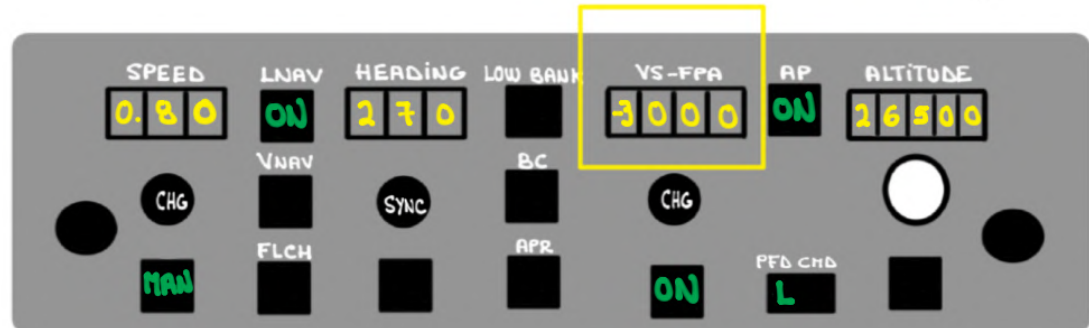 SPEED LNAV HEADING LOW BANK VS-FPA AP ALTITUDE
0.80 ON 270 -3000 ON 26500
VNAV BC
CHG SYNC CHG
FLCH APR PFD CMD
MAN ON L